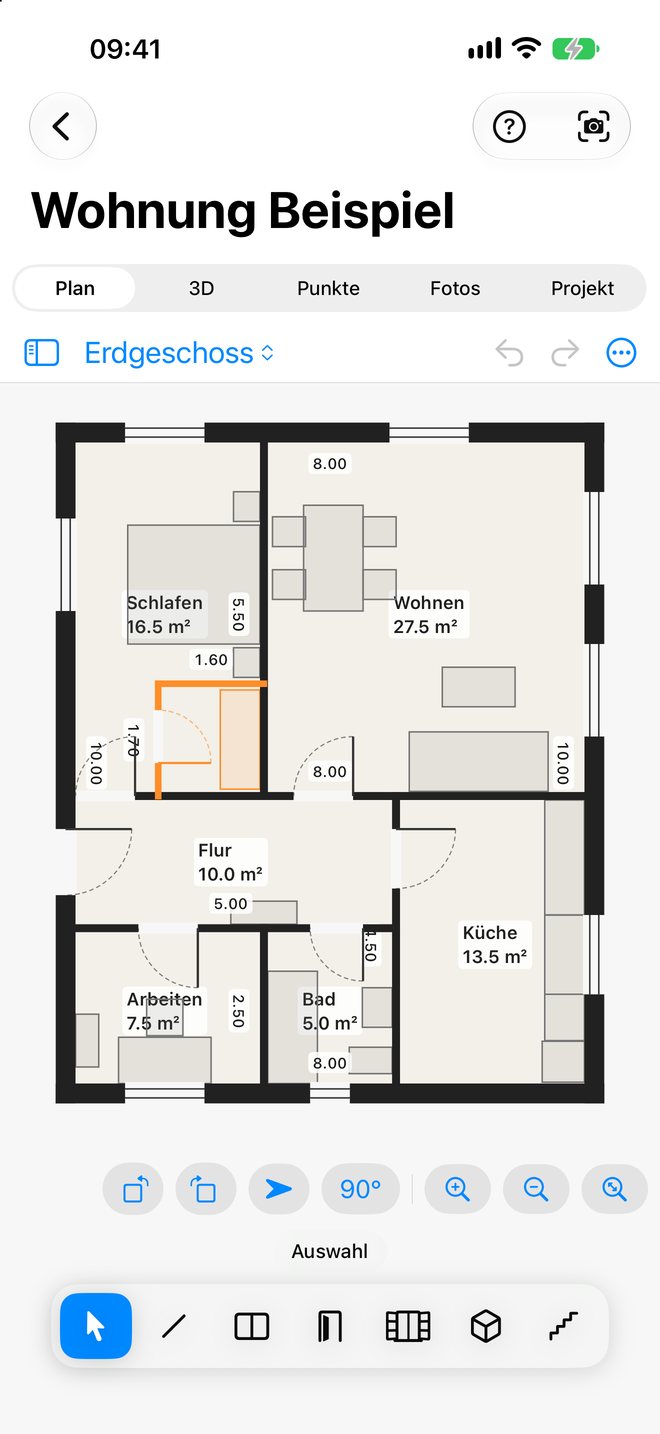 09:41
Wohnung Beispiel
Plan
3D
Punkte
Fotos
Projekt
Erdgeschoss
8.00
Schlafen
16.5 m²
5.50
Wohnen
27.5 m²
1.60
1.70
10.00
8.00
10.00
Flur
10.0 m²
5.00
Küche
13.5 m²
4.50
Arbeiten
7.5 m²
2.50
Bad
5.0 m²
8.00
90°
Auswahl